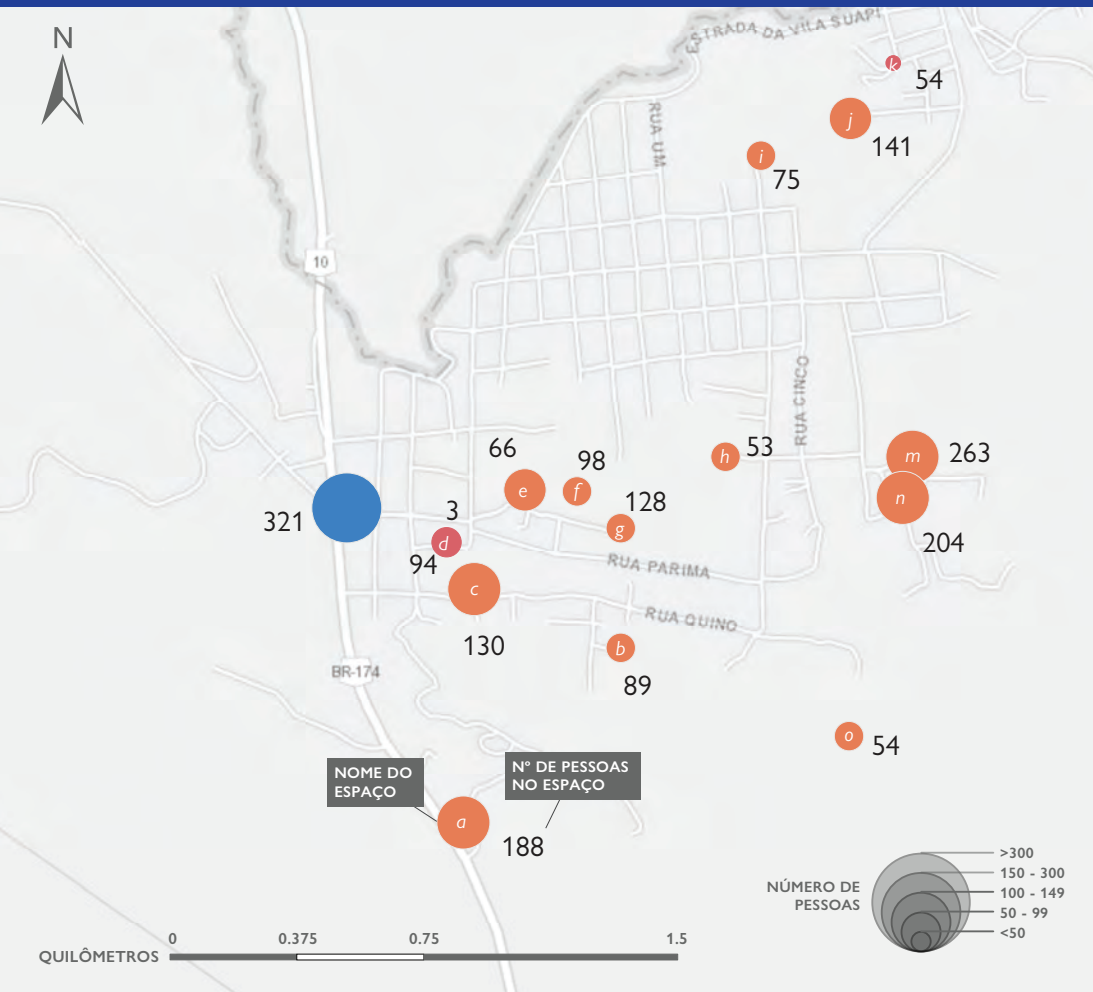 N
ESTRADA DA VILA SUAPI
k
54
RUA UM
j
141
i
75
10
RUA CINCO
66
98
h
53
m
263
e
f
128
n
3
321
g
204
d
94
RUA PARIMA
c
RUA QUINO
130
b
BR-174
89
o
54
NOME DO
ESPAÇO
Nº DE PESSOAS
NO ESPAÇO
a
188
>300
150 - 300
NÚMERO DE
PESSOAS
100 - 149
50 - 99
<50
0
0.375
0.75
1.5
QUILÔMETROS